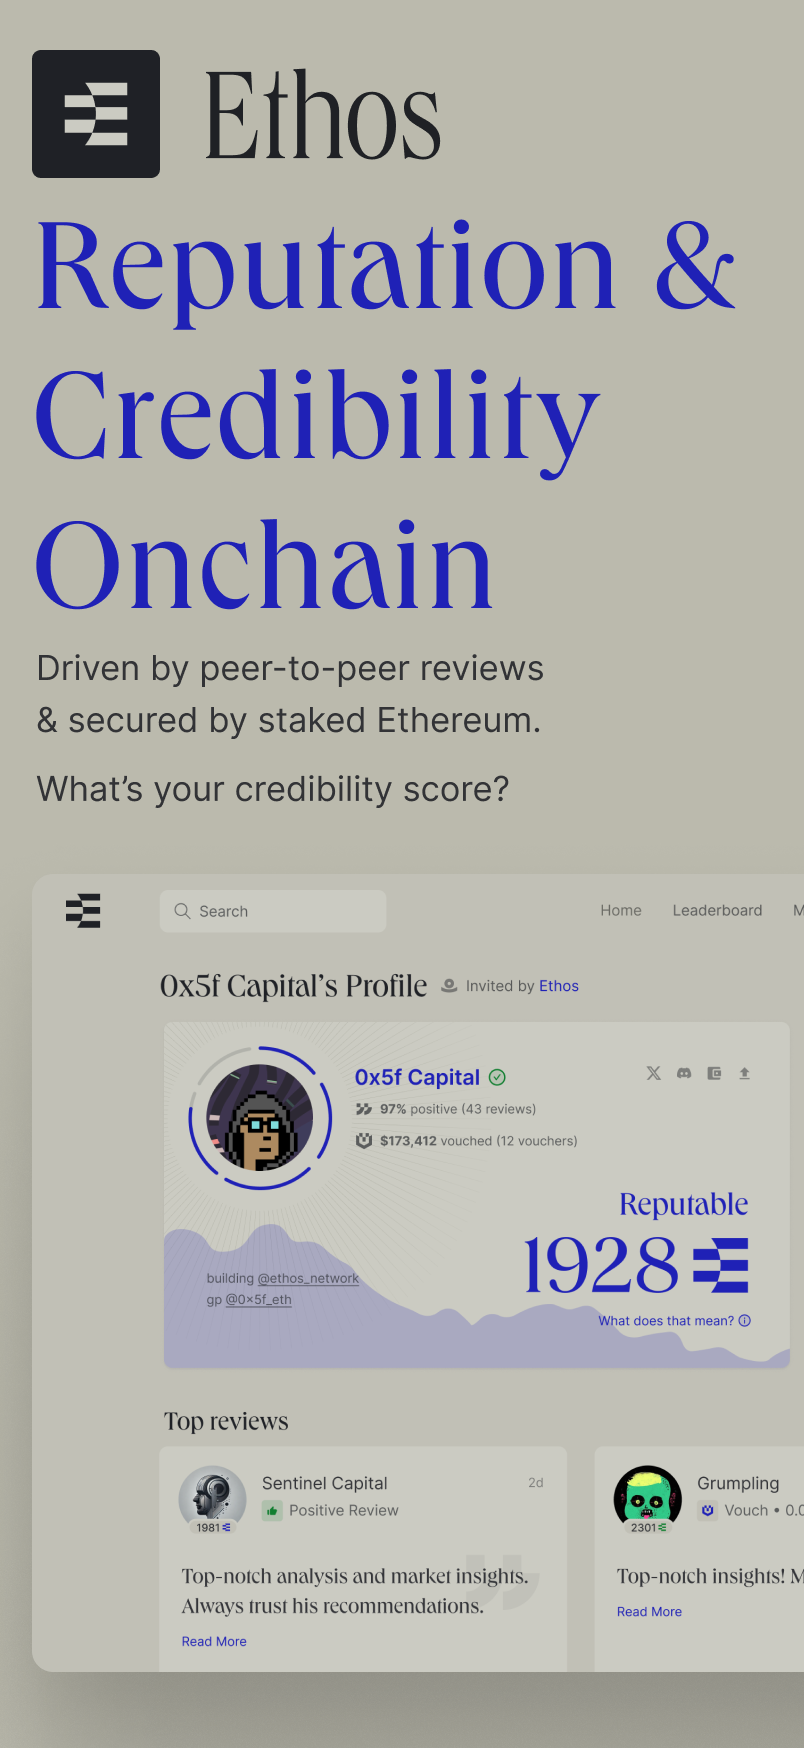 Ethos
Reputation &
Credibility
Onchain
Driven by peer-to-peer reviews
& secured by staked Ethereum.
What’s your credibility score?
Search
Home Leaderboard M
0x5f Capital’s Profile Invited by Ethos
0x5f Capital
97% positive (43 reviews)
$173,412 vouched (12 vouchers)
Reputable
1928
building @ethos_network
gp @0x5f_eth
What does that mean?
Top reviews
Sentinel Capital 2d
Positive Review
1981
Top-notch analysis and market insights.
Always trust his recommendations.
Read More
Grumpling
Vouch • 0.0
2301
Top-notch insights! M
Read More